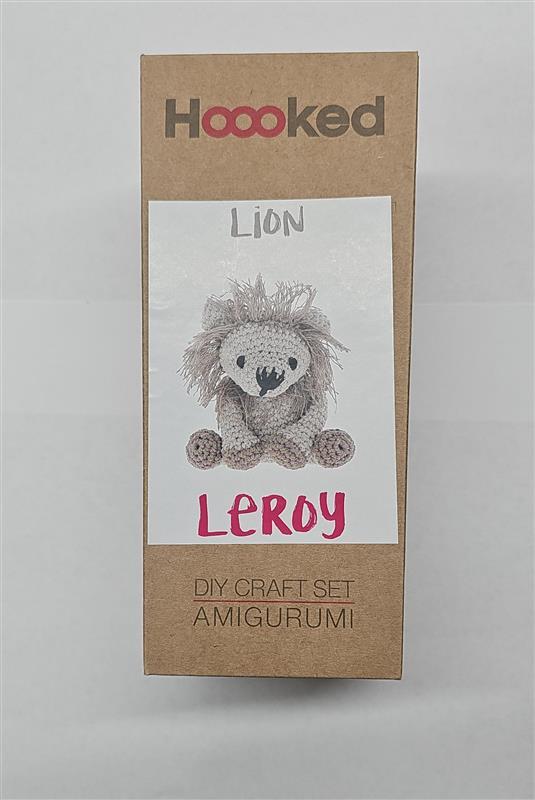 Hoooked
LION
LEROY
DIY CRAFT SET
AMIGURUMI